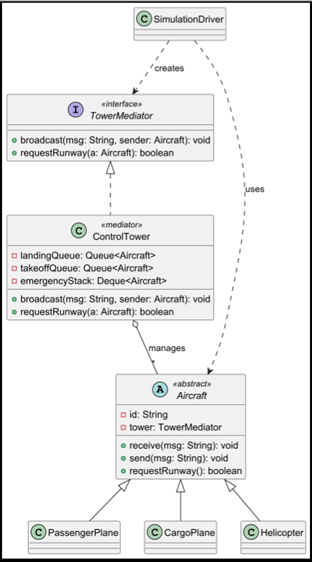 C SimulationDriver
creates
«interface»
I TowerMediator
broadcast(msg: String, sender: Aircraft): void
requestRunway(a: Aircraft): boolean
uses
«mediator»
C ControlTower
landingQueue: Queue<Aircraft>
takeoffQueue: Queue<Aircraft>
emergencyStack: Deque<Aircraft>
broadcast(msg: String, sender: Aircraft): void
requestRunway(a: Aircraft): boolean
manages
*
«abstract»
A Aircraft
id: String
tower: TowerMediator
receive(msg: String): void
send(msg: String): void
requestRunway(): boolean
C PassengerPlane
C CargoPlane
C Helicopter